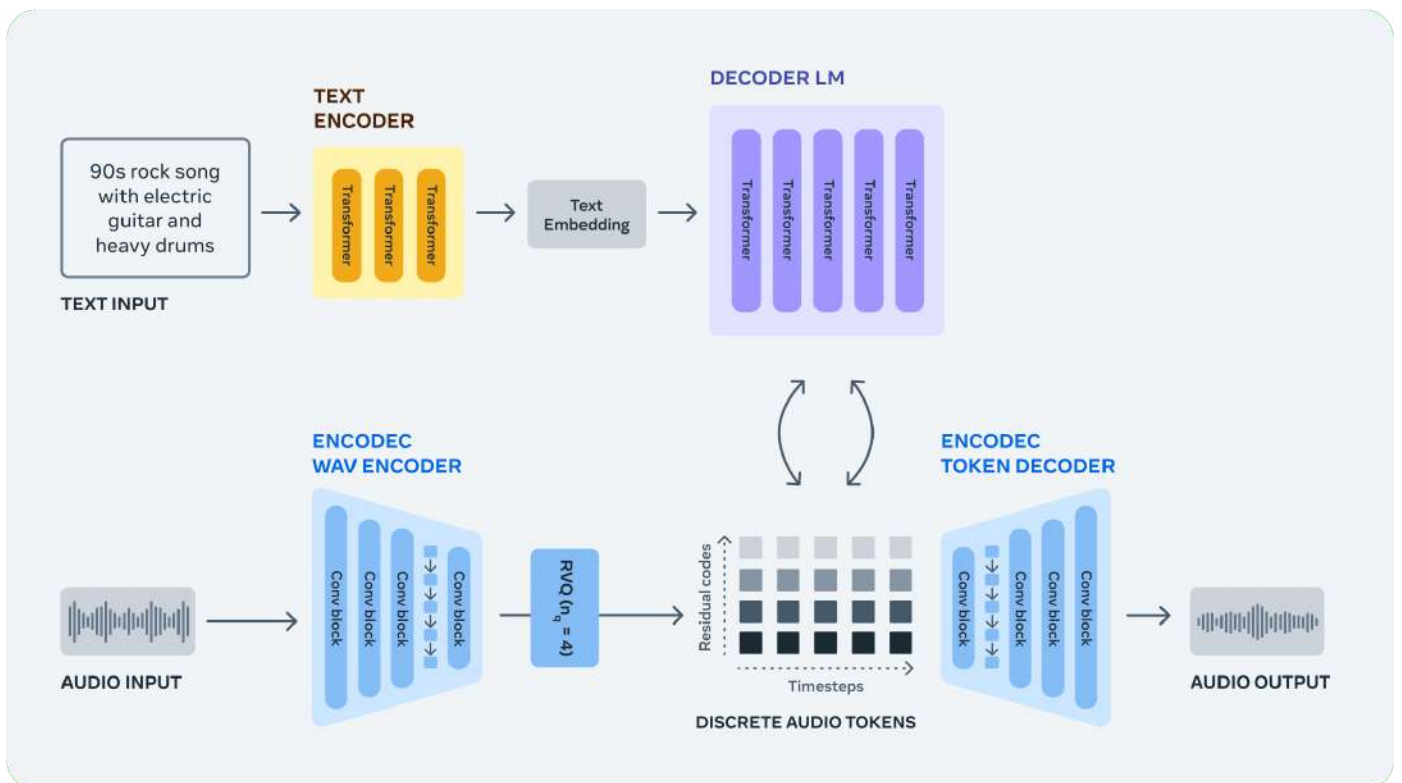 DECODER LM
TEXT
ENCODER
90s rock song
with electric
guitar and
heavy drums
TEXT INPUT
Transformer
Transformer
Transformer
Text
Embedding
Transformer
Transformer
Transformer
Transformer
Transformer
ENCODEC
WAV ENCODER
ENCODEC
TOKEN DECODER
AUDIO INPUT
Conv block
Conv block
Conv block
Conv block
RVQ (n_q = 4)
Residual codes
Timesteps
DISCRETE AUDIO TOKENS
Conv block
Conv block
Conv block
Conv block
AUDIO OUTPUT